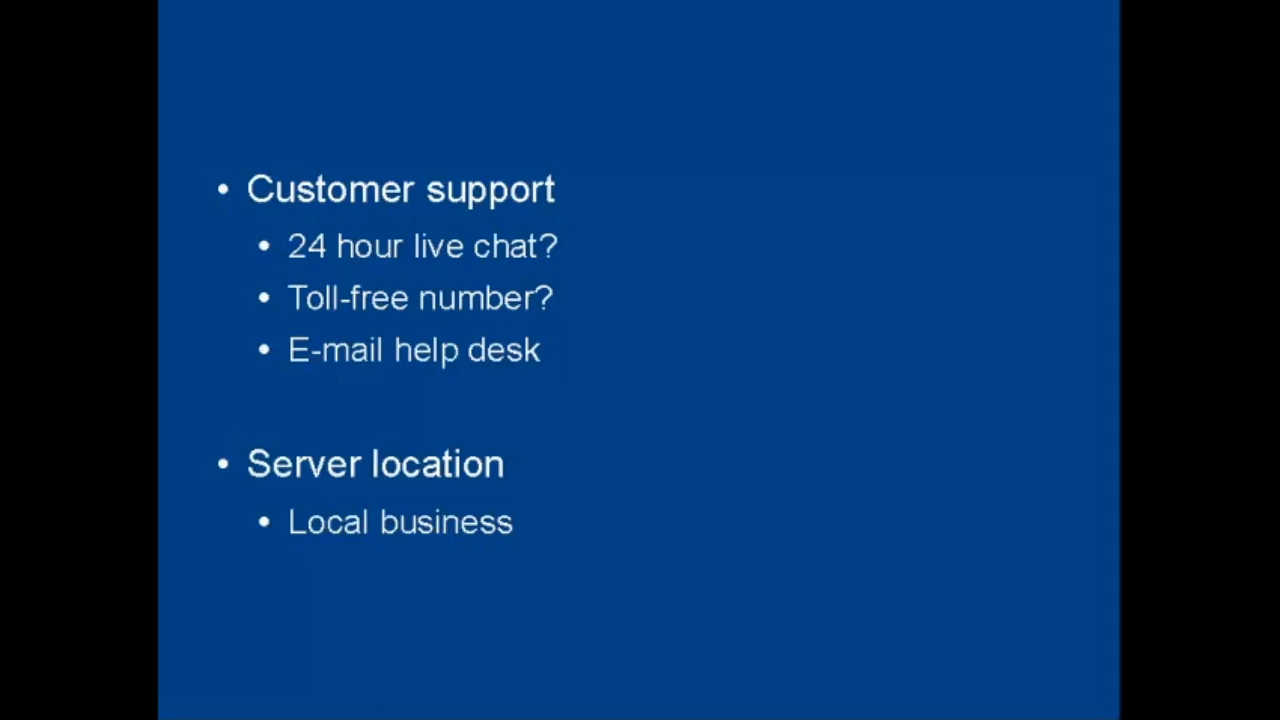 • Customer support
• 24 hour live chat?
• Toll-free number?
• E-mail help desk
• Server location
• Local business